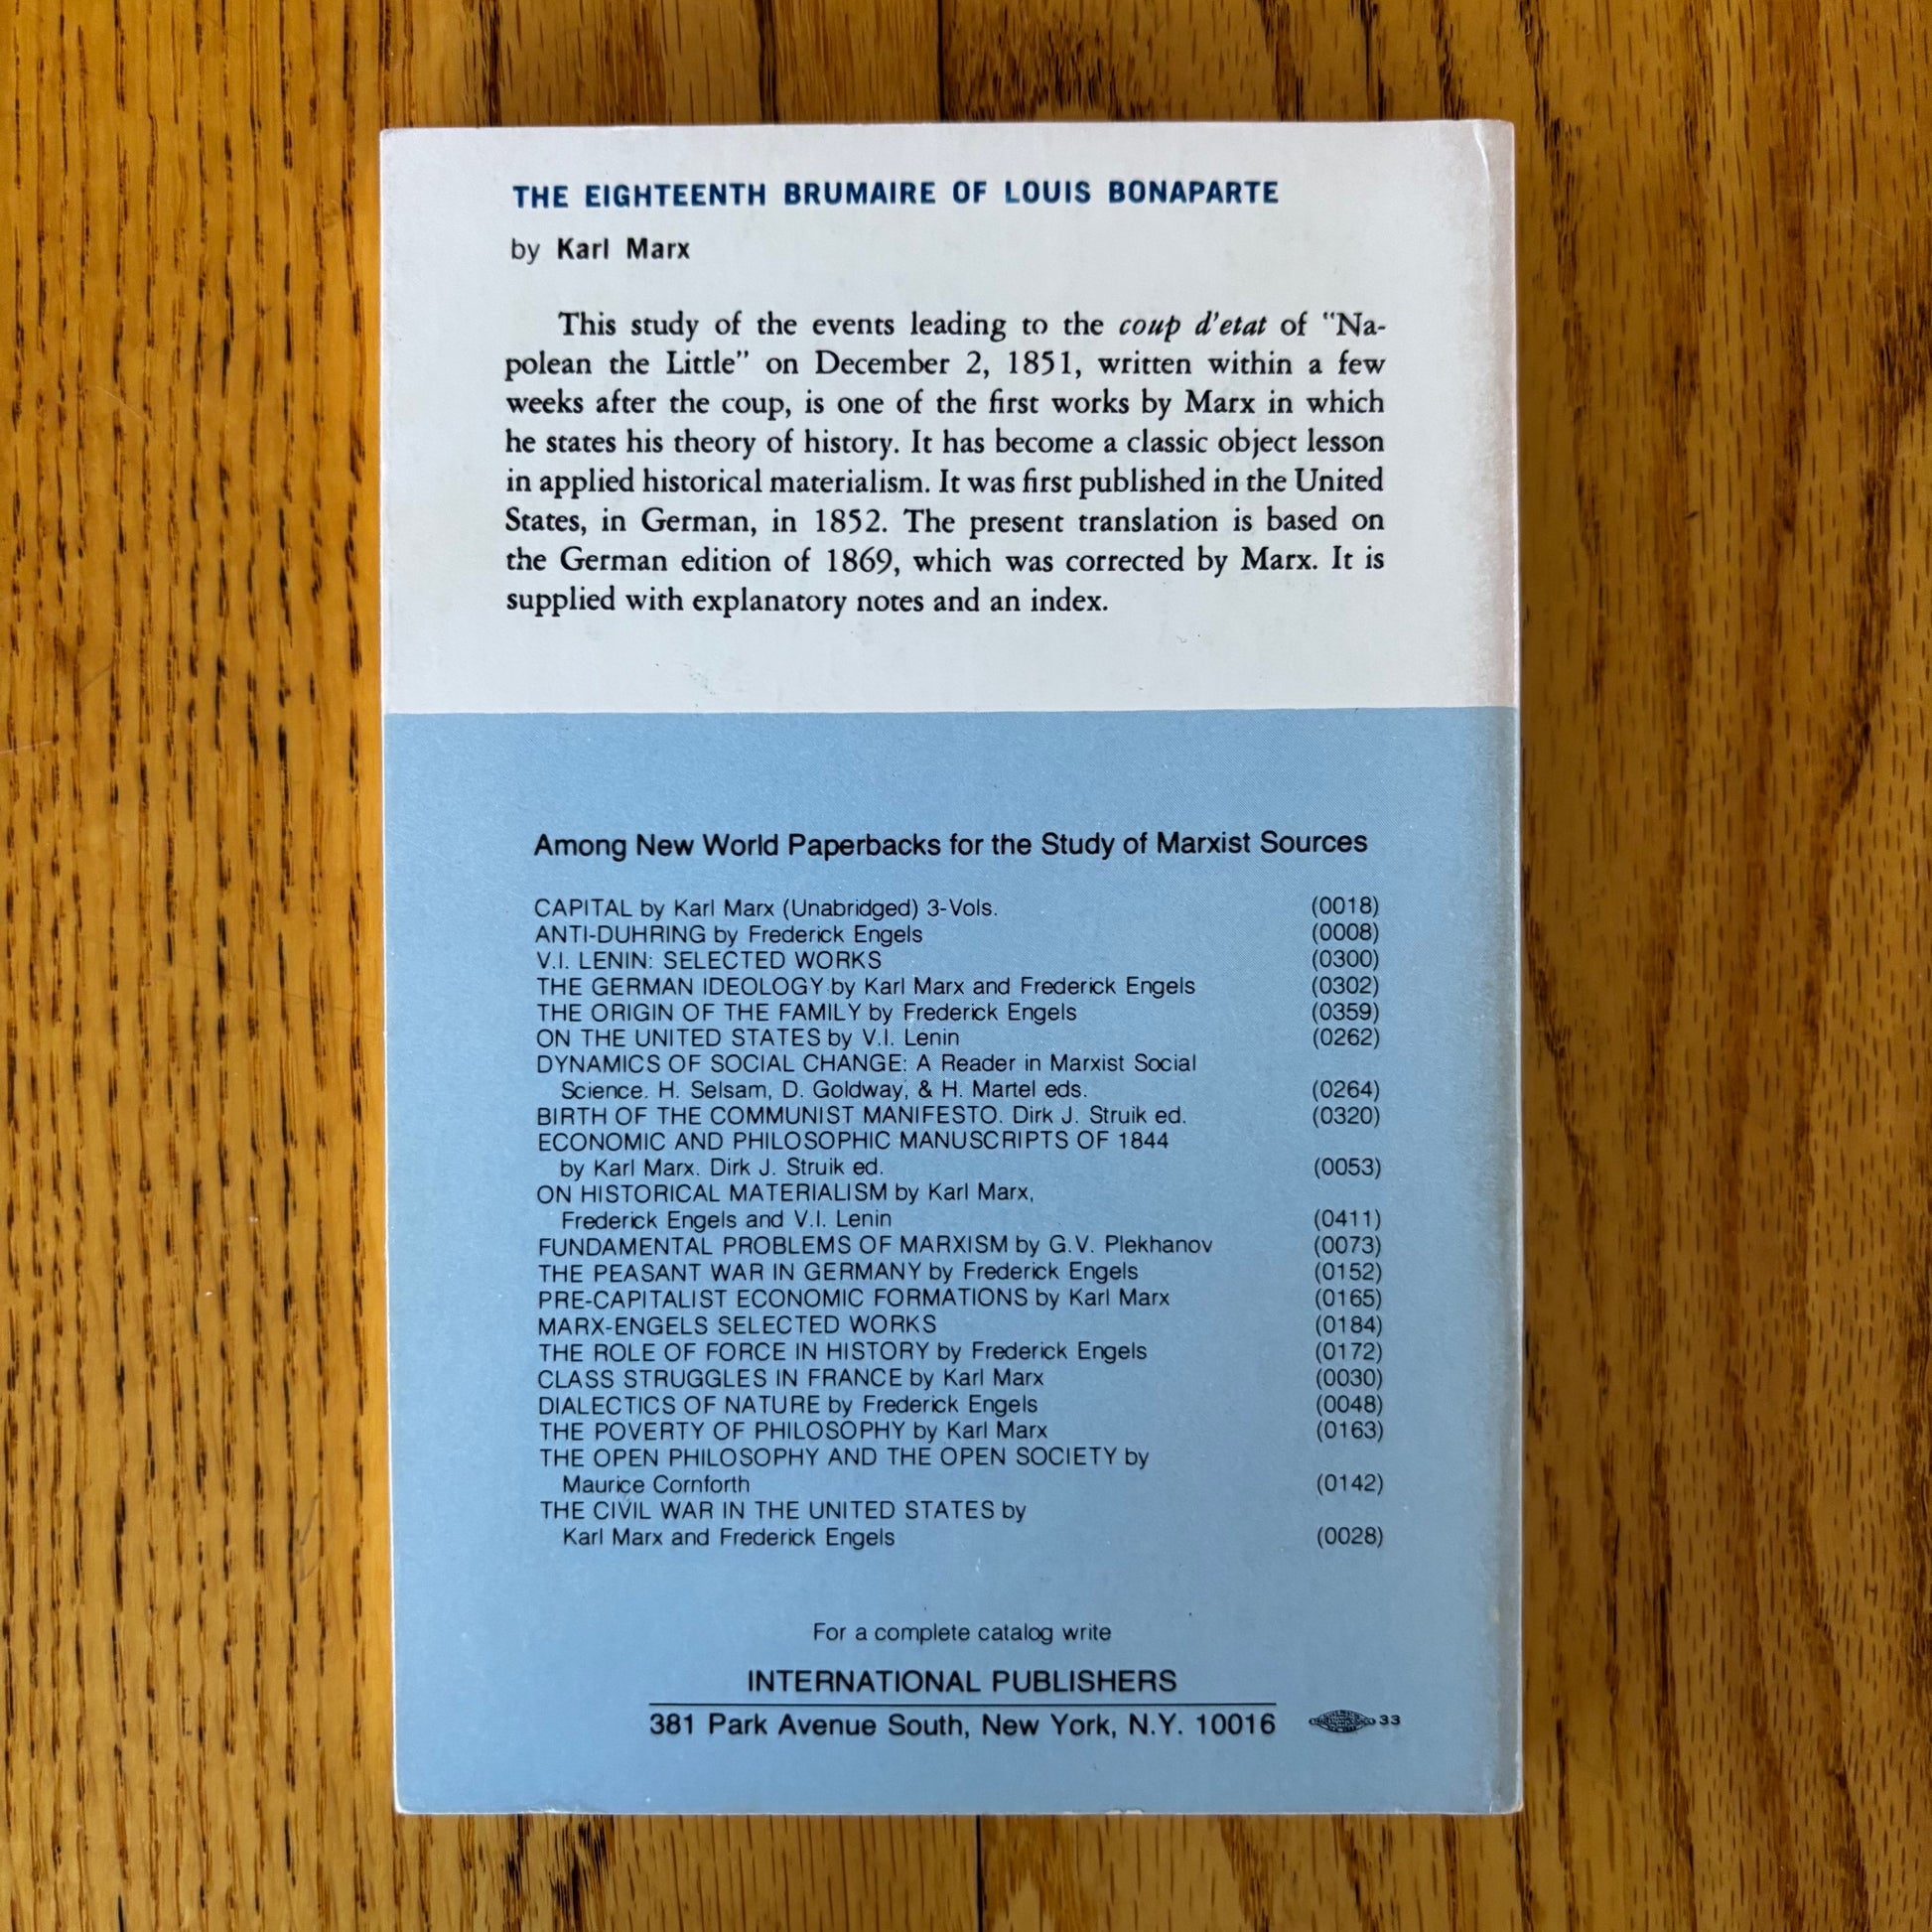 THE EIGHTEENTH BRUMAIRE OF LOUIS BONAPARTE
by Karl Marx
This study of the events leading to the coup d'etat of "Na-
polean the Little" on December 2, 1851, written within a few
weeks after the coup, is one of the first works by Marx in which
he states his theory of history. It has become a classic object lesson
in applied historical materialism. It was first published in the United
States, in German, in 1852. The present translation is based on
the German edition of 1869, which was corrected by Marx. It is
supplied with explanatory notes and an index.
Among New World Paperbacks for the Study of Marxist Sources
CAPITAL by Karl Marx (Unabridged) 3-Vols. (0018)
ANTI-DUHRING by Frederick Engels (0008)
V.I. LENIN: SELECTED WORKS (0300)
THE GERMAN IDEOLOGY by Karl Marx and Frederick Engels (0302)
THE ORIGIN OF THE FAMILY by Frederick Engels (0359)
ON THE UNITED STATES by V.I. Lenin (0262)
DYNAMICS OF SOCIAL CHANGE: A Reader in Marxist Social
Science. H. Selsam, D. Goldway, & H. Martel eds. (0264)
BIRTH OF THE COMMUNIST MANIFESTO. Dirk J. Struik ed. (0320)
ECONOMIC AND PHILOSOPHIC MANUSCRIPTS OF 1844
by Karl Marx. Dirk J. Struik ed. (0053)
ON HISTORICAL MATERIALISM by Karl Marx,
Frederick Engels and V.I. Lenin (0411)
FUNDAMENTAL PROBLEMS OF MARXISM by G.V. Plekhanov (0073)
THE PEASANT WAR IN GERMANY by Frederick Engels (0152)
PRE-CAPITALIST ECONOMIC FORMATIONS by Karl Marx (0165)
MARX-ENGELS SELECTED WORKS (0184)
THE ROLE OF FORCE IN HISTORY by Frederick Engels (0172)
CLASS STRUGGLES IN FRANCE by Karl Marx (0030)
DIALECTICS OF NATURE by Frederick Engels (0048)
THE POVERTY OF PHILOSOPHY by Karl Marx (0163)
THE OPEN PHILOSOPHY AND THE OPEN SOCIETY by
Maurice Cornforth (0142)
THE CIVIL WAR IN THE UNITED STATES by
Karl Marx and Frederick Engels (0028)
For a complete catalog write
INTERNATIONAL PUBLISHERS
381 Park Avenue South, New York, N.Y. 10016 33